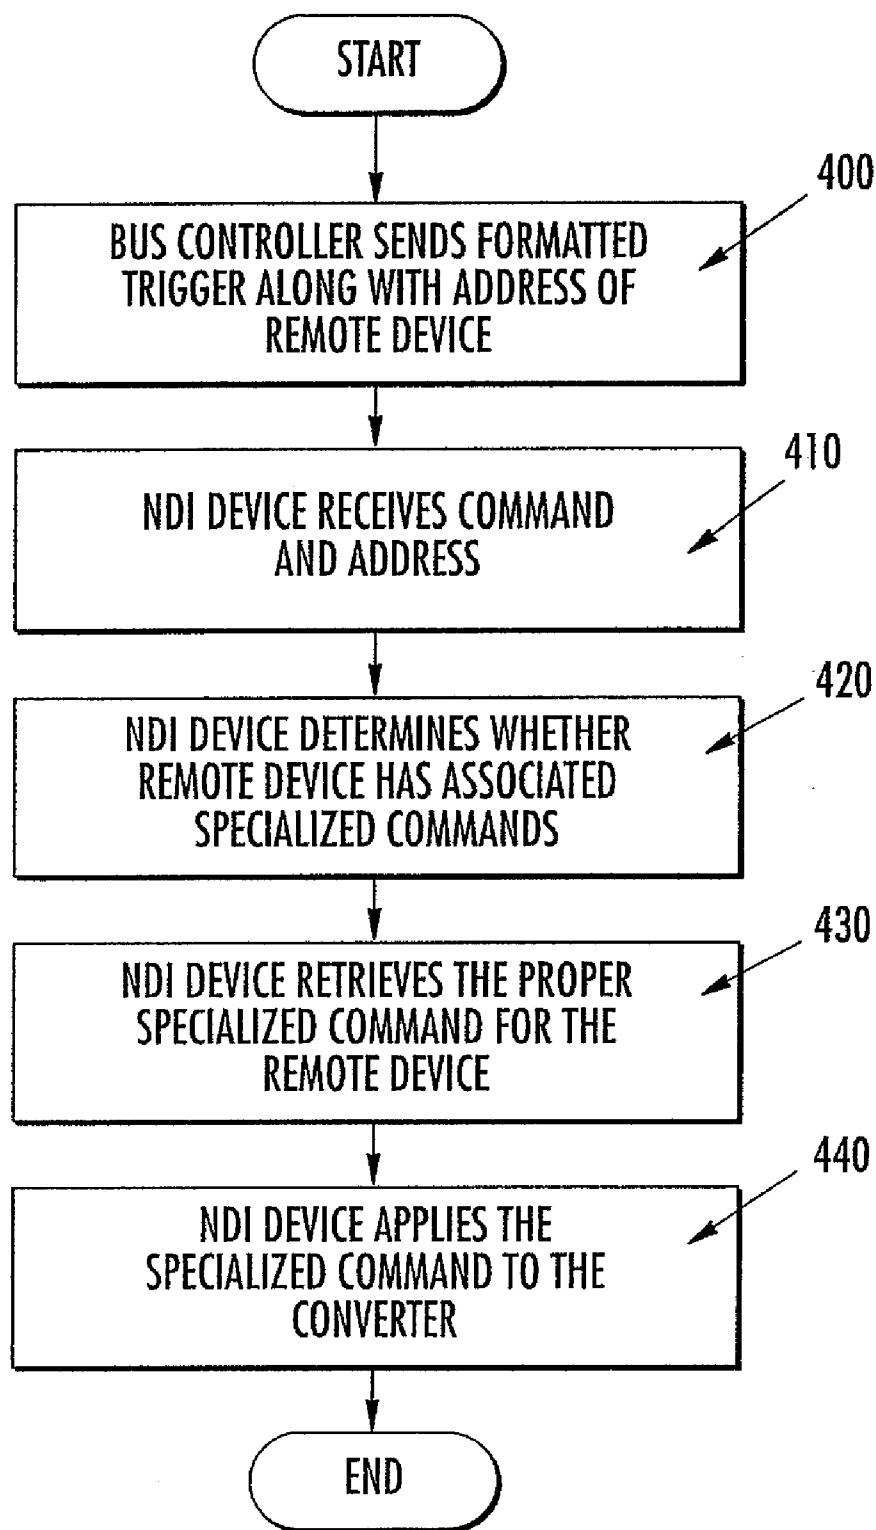 START
400
BUS CONTROLLER SENDS FORMATTED
TRIGGER ALONG WITH ADDRESS OF
REMOTE DEVICE
410
NDI DEVICE RECEIVES COMMAND
AND ADDRESS
420
NDI DEVICE DETERMINES WHETHER
REMOTE DEVICE HAS ASSOCIATED
SPECIALIZED COMMANDS
430
NDI DEVICE RETRIEVES THE PROPER
SPECIALIZED COMMAND FOR THE
REMOTE DEVICE
440
NDI DEVICE APPLIES THE
SPECIALIZED COMMAND TO THE
CONVERTER
END